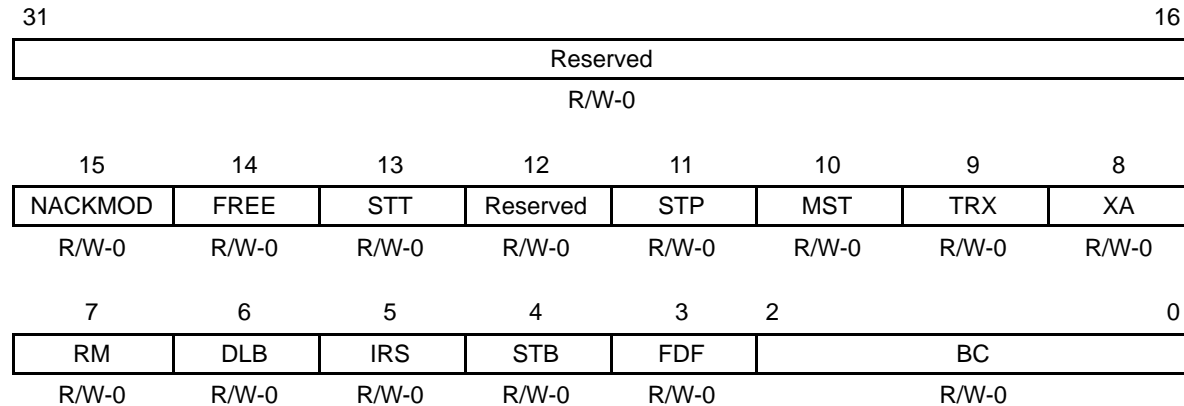 31 16
Reserved
R/W-0
15 14 13 12 11 10 9 8
NACKMOD FREE STT Reserved STP MST TRX XA
R/W-0 R/W-0 R/W-0 R/W-0 R/W-0 R/W-0 R/W-0 R/W-0
7 6 5 4 3 2 0
RM DLB IRS STB FDF BC
R/W-0 R/W-0 R/W-0 R/W-0 R/W-0 R/W-0